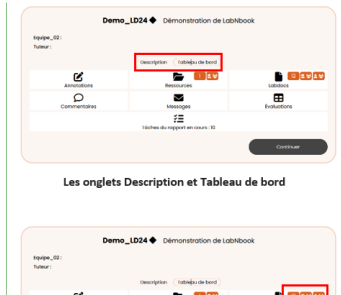 Demo_LD24 ◆ Démonstration de LabNbook
Equipe_02 :
Tuteur :
Description Tableau de bord
Annotations Ressources Labdocs
Commentaires Messages Evaluations
Tâches du rapport en cours : 10
Continuer
Les onglets Description et Tableau de bord
Demo_LD24 ◆ Démonstration de LabNbook
Equipe_02 :
Tuteur :
Description Tableau de bord